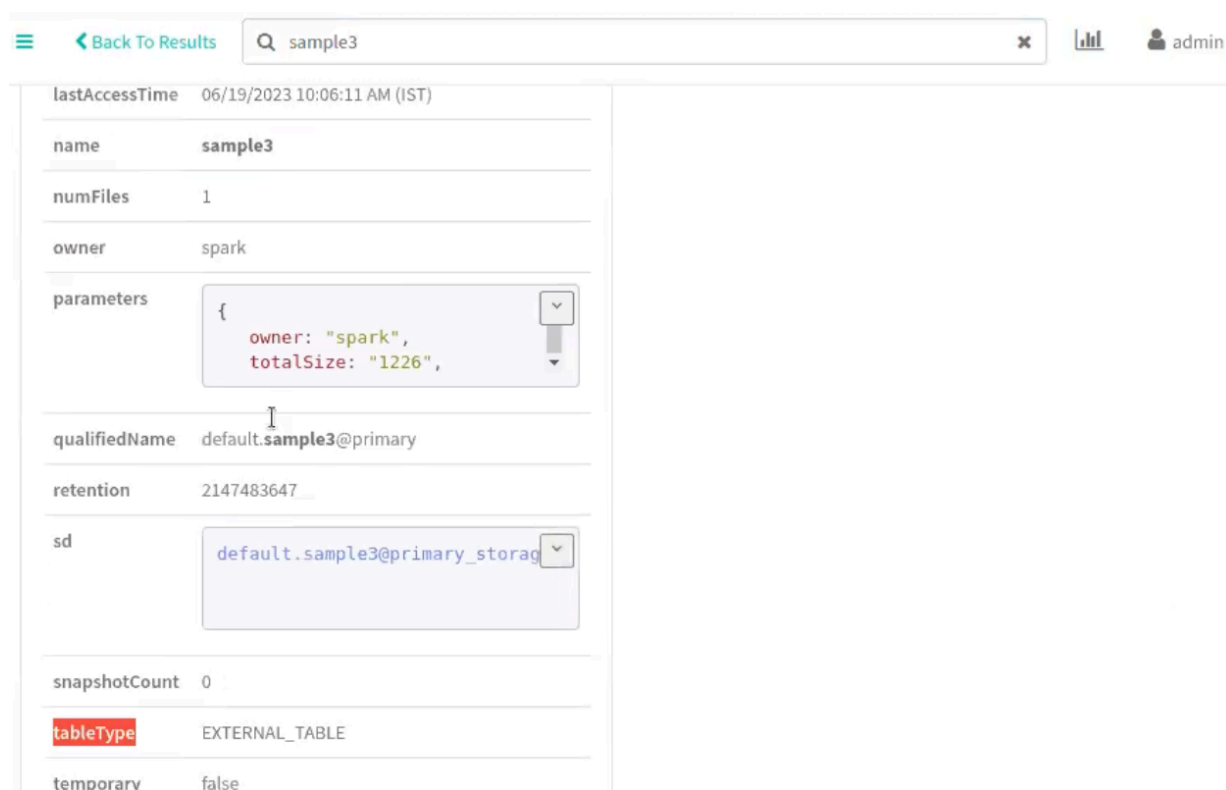 Back To Results sample3 admin
lastAccessTime 06/19/2023 10:06:11 AM (IST)
name sample3
numFiles 1
owner spark
parameters {
owner: "spark",
totalSize: "1226",
qualifiedName default.sample3@primary
retention 2147483647
sd default.sample3@primary_storag
snapshotCount 0
tableType EXTERNAL_TABLE
temporary false